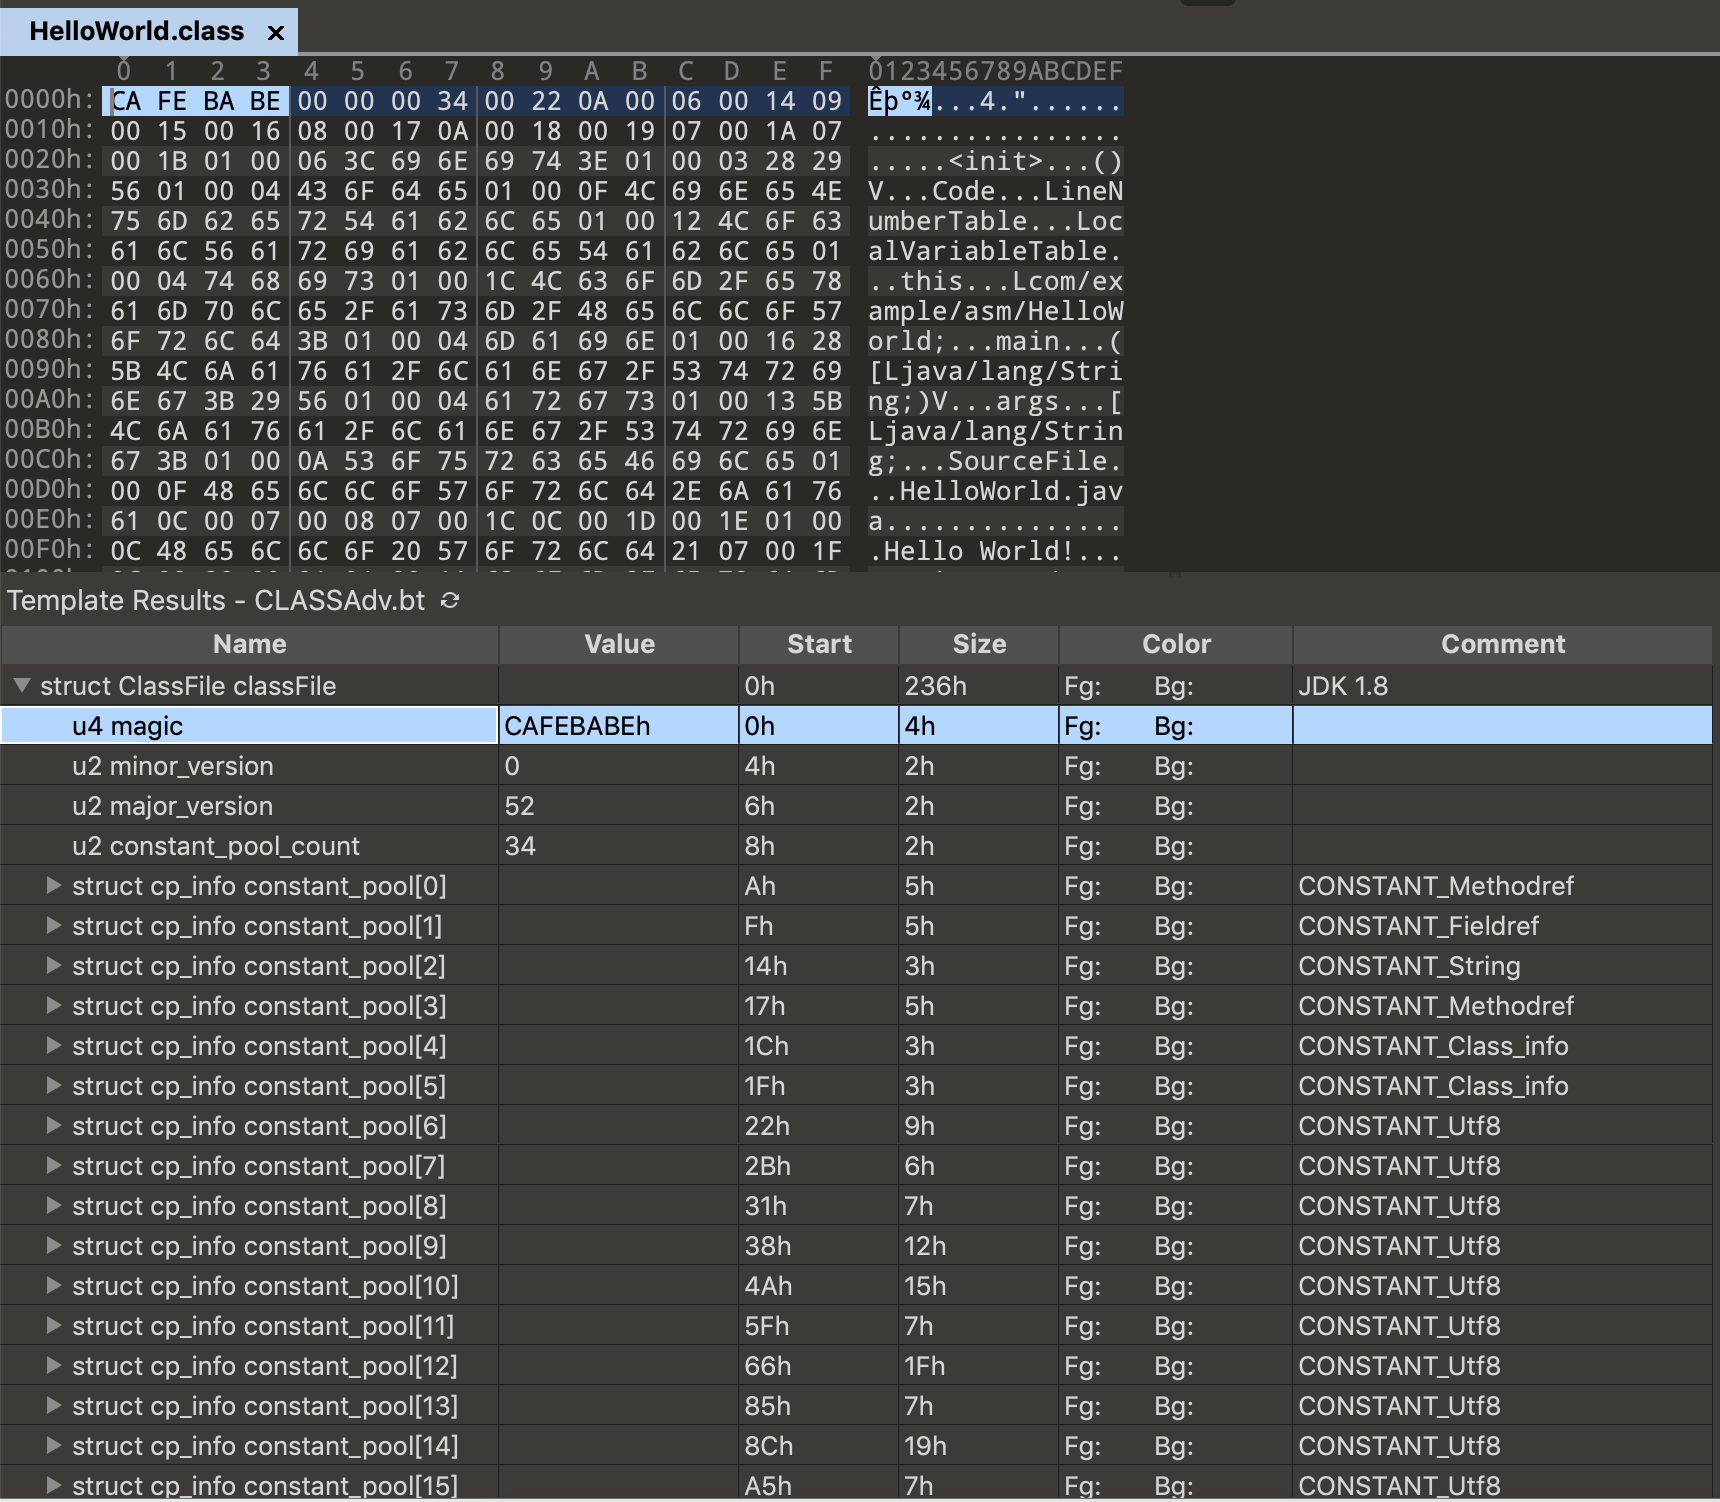 HelloWorld.class ×
0 1 2 3 4 5 6 7 8 9 A B C D E F 0123456789ABCDEF
0000h: CA FE BA BE 00 00 00 34 00 22 0A 00 06 00 14 09 Êþº¾...4."......
0010h: 00 15 00 16 08 00 17 0A 00 18 00 19 07 00 1A 07 ................
0020h: 00 1B 01 00 06 3C 69 6E 69 74 3E 01 00 03 28 29 .....<init>...()
0030h: 56 01 00 04 43 6F 64 65 01 00 0F 4C 69 6E 65 4E V...Code...LineN
0040h: 75 6D 62 65 72 54 61 62 6C 65 01 00 12 4C 6F 63 umberTable...Loc
0050h: 61 6C 56 61 72 69 61 62 6C 65 54 61 62 6C 65 01 alVariableTable.
0060h: 00 04 74 68 69 73 01 00 1C 4C 63 6F 6D 2F 65 78 ..this...Lcom/ex
0070h: 61 6D 70 6C 65 2F 61 73 6D 2F 48 65 6C 6C 6F 57 ample/asm/HelloW
0080h: 6F 72 6C 64 3B 01 00 04 6D 61 69 6E 01 00 16 28 orld;...main...(
0090h: 5B 4C 6A 61 76 61 2F 6C 61 6E 67 2F 53 74 72 69 [Ljava/lang/Stri
00A0h: 6E 67 3B 29 56 01 00 04 61 72 67 73 01 00 13 5B ng;)V...args...[
00B0h: 4C 6A 61 76 61 2F 6C 61 6E 67 2F 53 74 72 69 6E Ljava/lang/Strin
00C0h: 67 3B 01 00 0A 53 6F 75 72 63 65 46 69 6C 65 01 g;...SourceFile.
00D0h: 00 0F 48 65 6C 6C 6F 57 6F 72 6C 64 2E 6A 61 76 ..HelloWorld.jav
00E0h: 61 0C 00 07 00 08 07 00 1C 0C 00 1D 00 1E 01 00 a...............
00F0h: 0C 48 65 6C 6C 6F 20 57 6F 72 6C 64 21 07 00 1F .Hello World!...
Template Results - CLASSAdv.bt
Name Value Start Size Color Comment
struct ClassFile classFile 0h 236h Fg: Bg: JDK 1.8
u4 magic CAFEBABEh 0h 4h Fg: Bg:
u2 minor_version 0 4h 2h Fg: Bg:
u2 major_version 52 6h 2h Fg: Bg:
u2 constant_pool_count 34 8h 2h Fg: Bg:
struct cp_info constant_pool[0] Ah 5h Fg: Bg: CONSTANT_Methodref
struct cp_info constant_pool[1] Fh 5h Fg: Bg: CONSTANT_Fieldref
struct cp_info constant_pool[2] 14h 3h Fg: Bg: CONSTANT_String
struct cp_info constant_pool[3] 17h 5h Fg: Bg: CONSTANT_Methodref
struct cp_info constant_pool[4] 1Ch 3h Fg: Bg: CONSTANT_Class_info
struct cp_info constant_pool[5] 1Fh 3h Fg: Bg: CONSTANT_Class_info
struct cp_info constant_pool[6] 22h 9h Fg: Bg: CONSTANT_Utf8
struct cp_info constant_pool[7] 2Bh 6h Fg: Bg: CONSTANT_Utf8
struct cp_info constant_pool[8] 31h 7h Fg: Bg: CONSTANT_Utf8
struct cp_info constant_pool[9] 38h 12h Fg: Bg: CONSTANT_Utf8
struct cp_info constant_pool[10] 4Ah 15h Fg: Bg: CONSTANT_Utf8
struct cp_info constant_pool[11] 5Fh 7h Fg: Bg: CONSTANT_Utf8
struct cp_info constant_pool[12] 66h 1Fh Fg: Bg: CONSTANT_Utf8
struct cp_info constant_pool[13] 85h 7h Fg: Bg: CONSTANT_Utf8
struct cp_info constant_pool[14] 8Ch 19h Fg: Bg: CONSTANT_Utf8
struct cp_info constant_pool[15] A5h 7h Fg: Bg: CONSTANT_Utf8